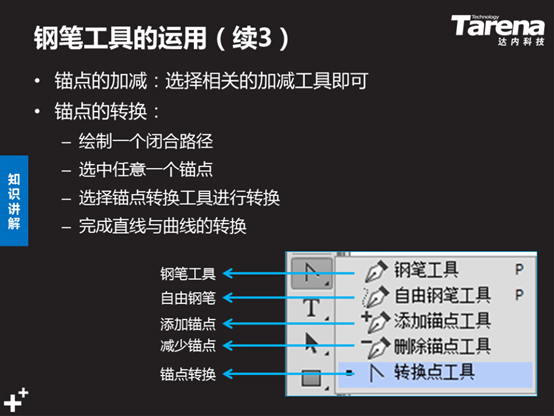 钢笔工具的运用（续3）
Technology
Tarena
达内科技
• 锚点的加减：选择相关的加减工具即可
• 锚点的转换：
– 绘制一个闭合路径
– 选中任意一个锚点
– 选择锚点转换工具进行转换
– 完成直线与曲线的转换
知识讲解
钢笔工具
自由钢笔
添加锚点
减少锚点
锚点转换
T
钢笔工具 P
自由钢笔工具 P
添加锚点工具
删除锚点工具
转换点工具